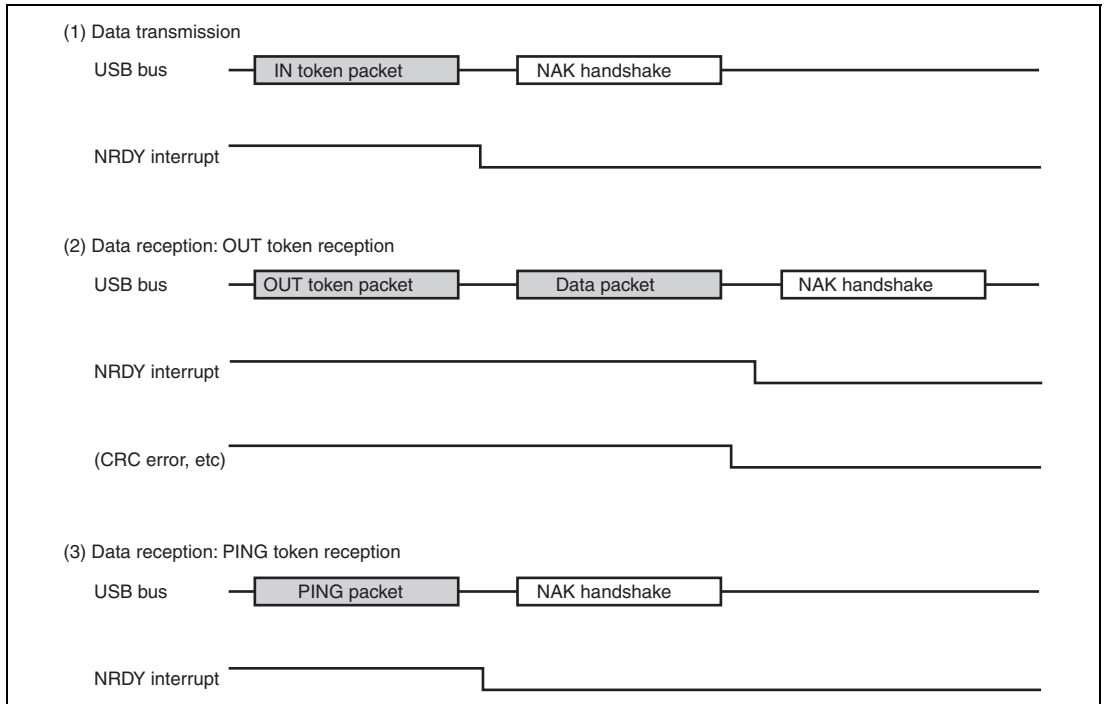 (1) Data transmission
USB bus
IN token packet
NAK handshake
NRDY interrupt
(2) Data reception: OUT token reception
USB bus
OUT token packet
Data packet
NAK handshake
NRDY interrupt
(CRC error, etc)
(3) Data reception: PING token reception
USB bus
PING packet
NAK handshake
NRDY interrupt